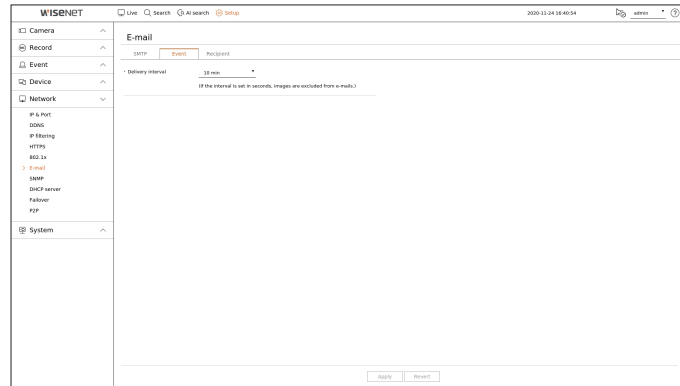 WISENET
Live Search AI search Setup 2020-11-24 16:40:54 admin
Camera
Record
Event
Device
Network
IP & Port
DDNS
IP filtering
HTTPS
802.1x
E-mail
SNMP
DHCP server
Failover
P2P
System
E-mail
SMTP Event Recipient
Delivery interval 10 min
(If the interval is set in seconds, images are excluded from e-mails.)
Apply Revert